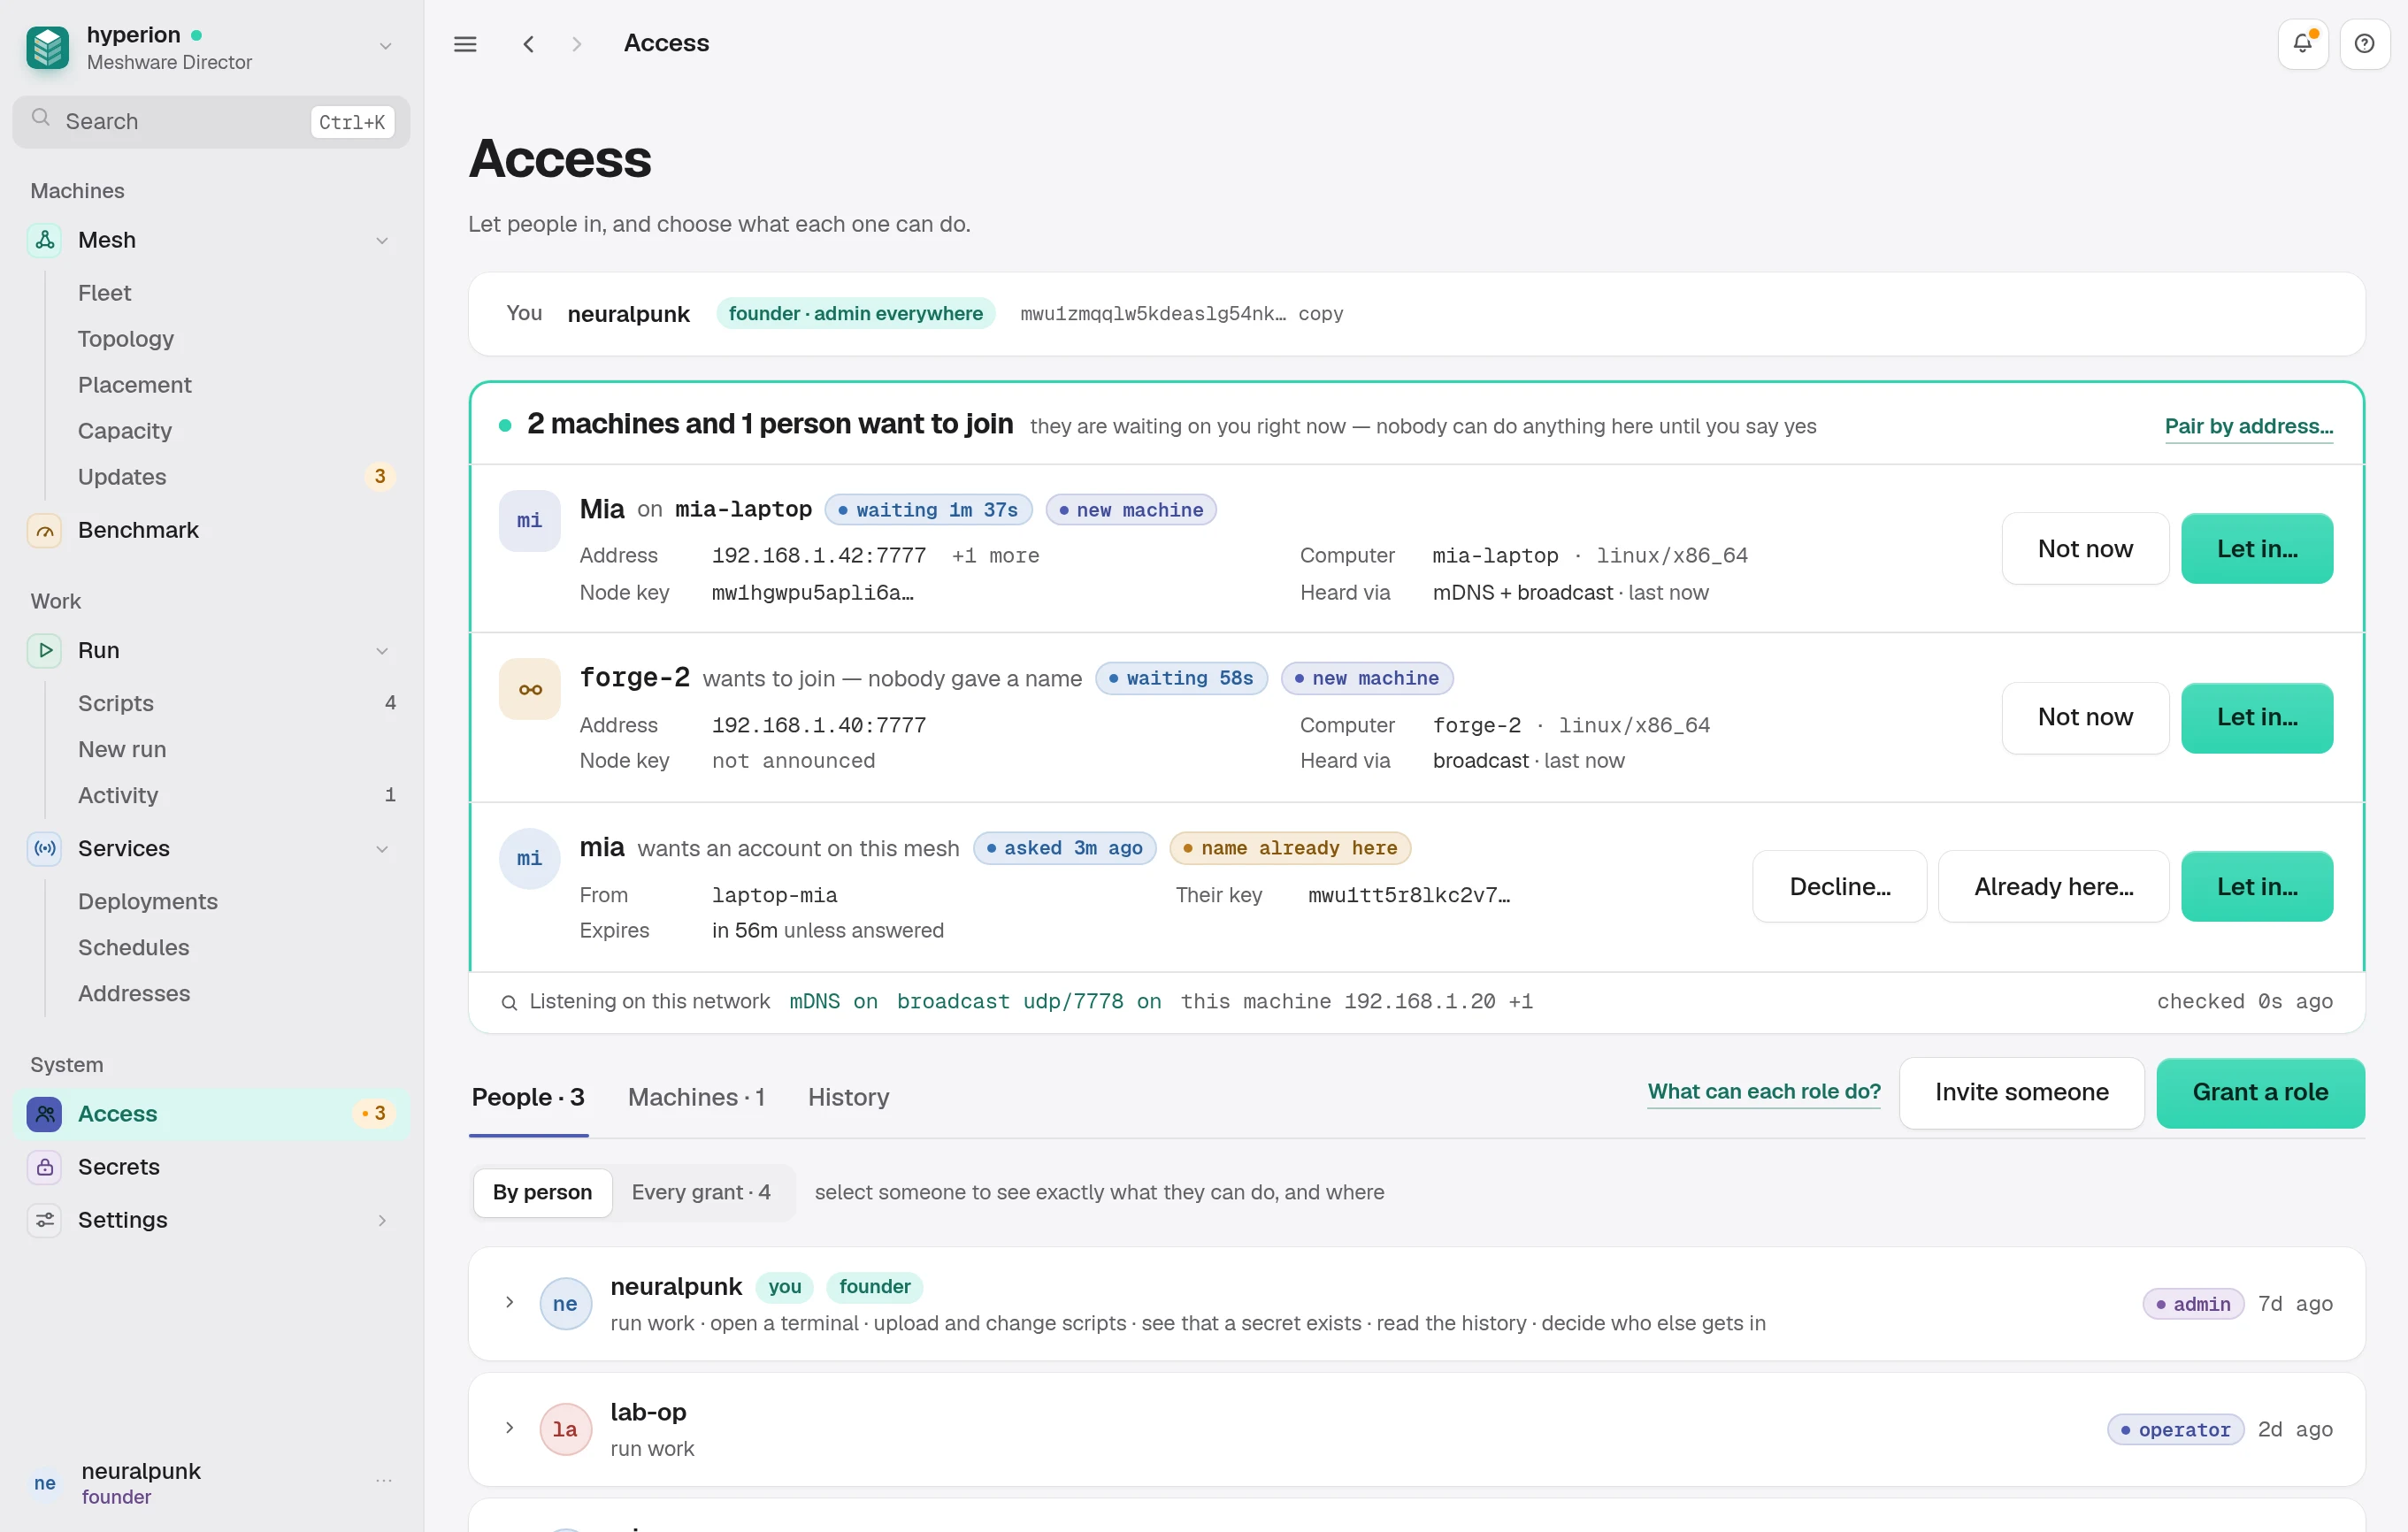 hyperion
Meshware Director
Search Ctrl+K
Machines
Mesh
Fleet
Topology
Placement
Capacity
Updates 3
Benchmark
Work
Run
Scripts 4
New run
Activity 1
Services
Deployments
Schedules
Addresses
System
Access • 3
Secrets
Settings
ne neuralpunk
founder
...
Access
Access
Let people in, and choose what each one can do.
You neuralpunk founder · admin everywhere mwu1zmqqlw5kdeaslg54nk… copy
2 machines and 1 person want to join they are waiting on you right now — nobody can do anything here until you say yes Pair by address…
mi Mia on mia-laptop waiting 1m 37s new machine
Address 192.168.1.42:7777 +1 more Computer mia-laptop · linux/x86_64
Node key mw1hgwpu5apli6a… Heard via mDNS + broadcast · last now
Not now Let in…
forge-2 wants to join — nobody gave a name waiting 58s new machine
Address 192.168.1.40:7777 Computer forge-2 · linux/x86_64
Node key not announced Heard via broadcast · last now
Not now Let in…
mi mia wants an account on this mesh asked 3m ago name already here
From laptop-mia Their key mwu1tt5r8lkc2v7…
Expires in 56m unless answered
Decline… Already here… Let in…
Listening on this network mDNS on broadcast udp/7778 on this machine 192.168.1.20 +1 checked 0s ago
People · 3 Machines · 1 History What can each role do? Invite someone Grant a role
By person Every grant · 4 select someone to see exactly what they can do, and where
ne neuralpunk you founder
run work · open a terminal · upload and change scripts · see that a secret exists · read the history · decide who else gets in
admin 7d ago
la lab-op
run work
operator 2d ago